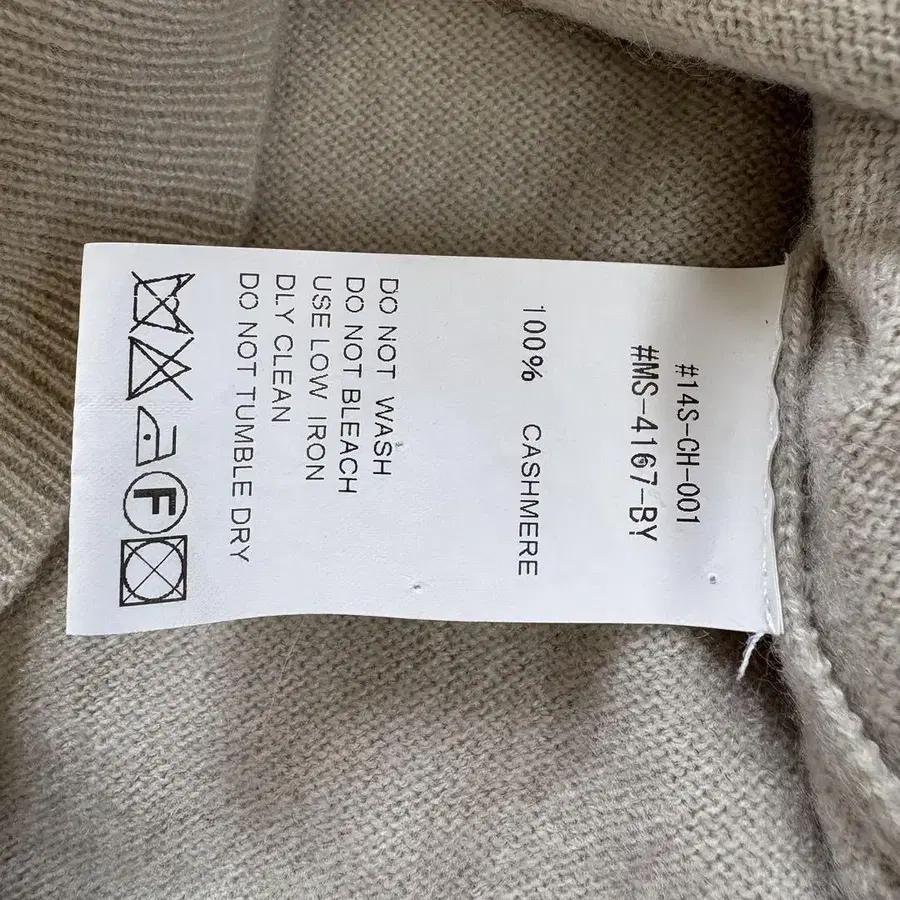 #14S-CH-001
#MS-4167-BY
100% CASHMERE
DO NOT WASH
DO NOT BLEACH
USE LOW IRON
DLY CLEAN
DO NOT TUMBLE DRY
F